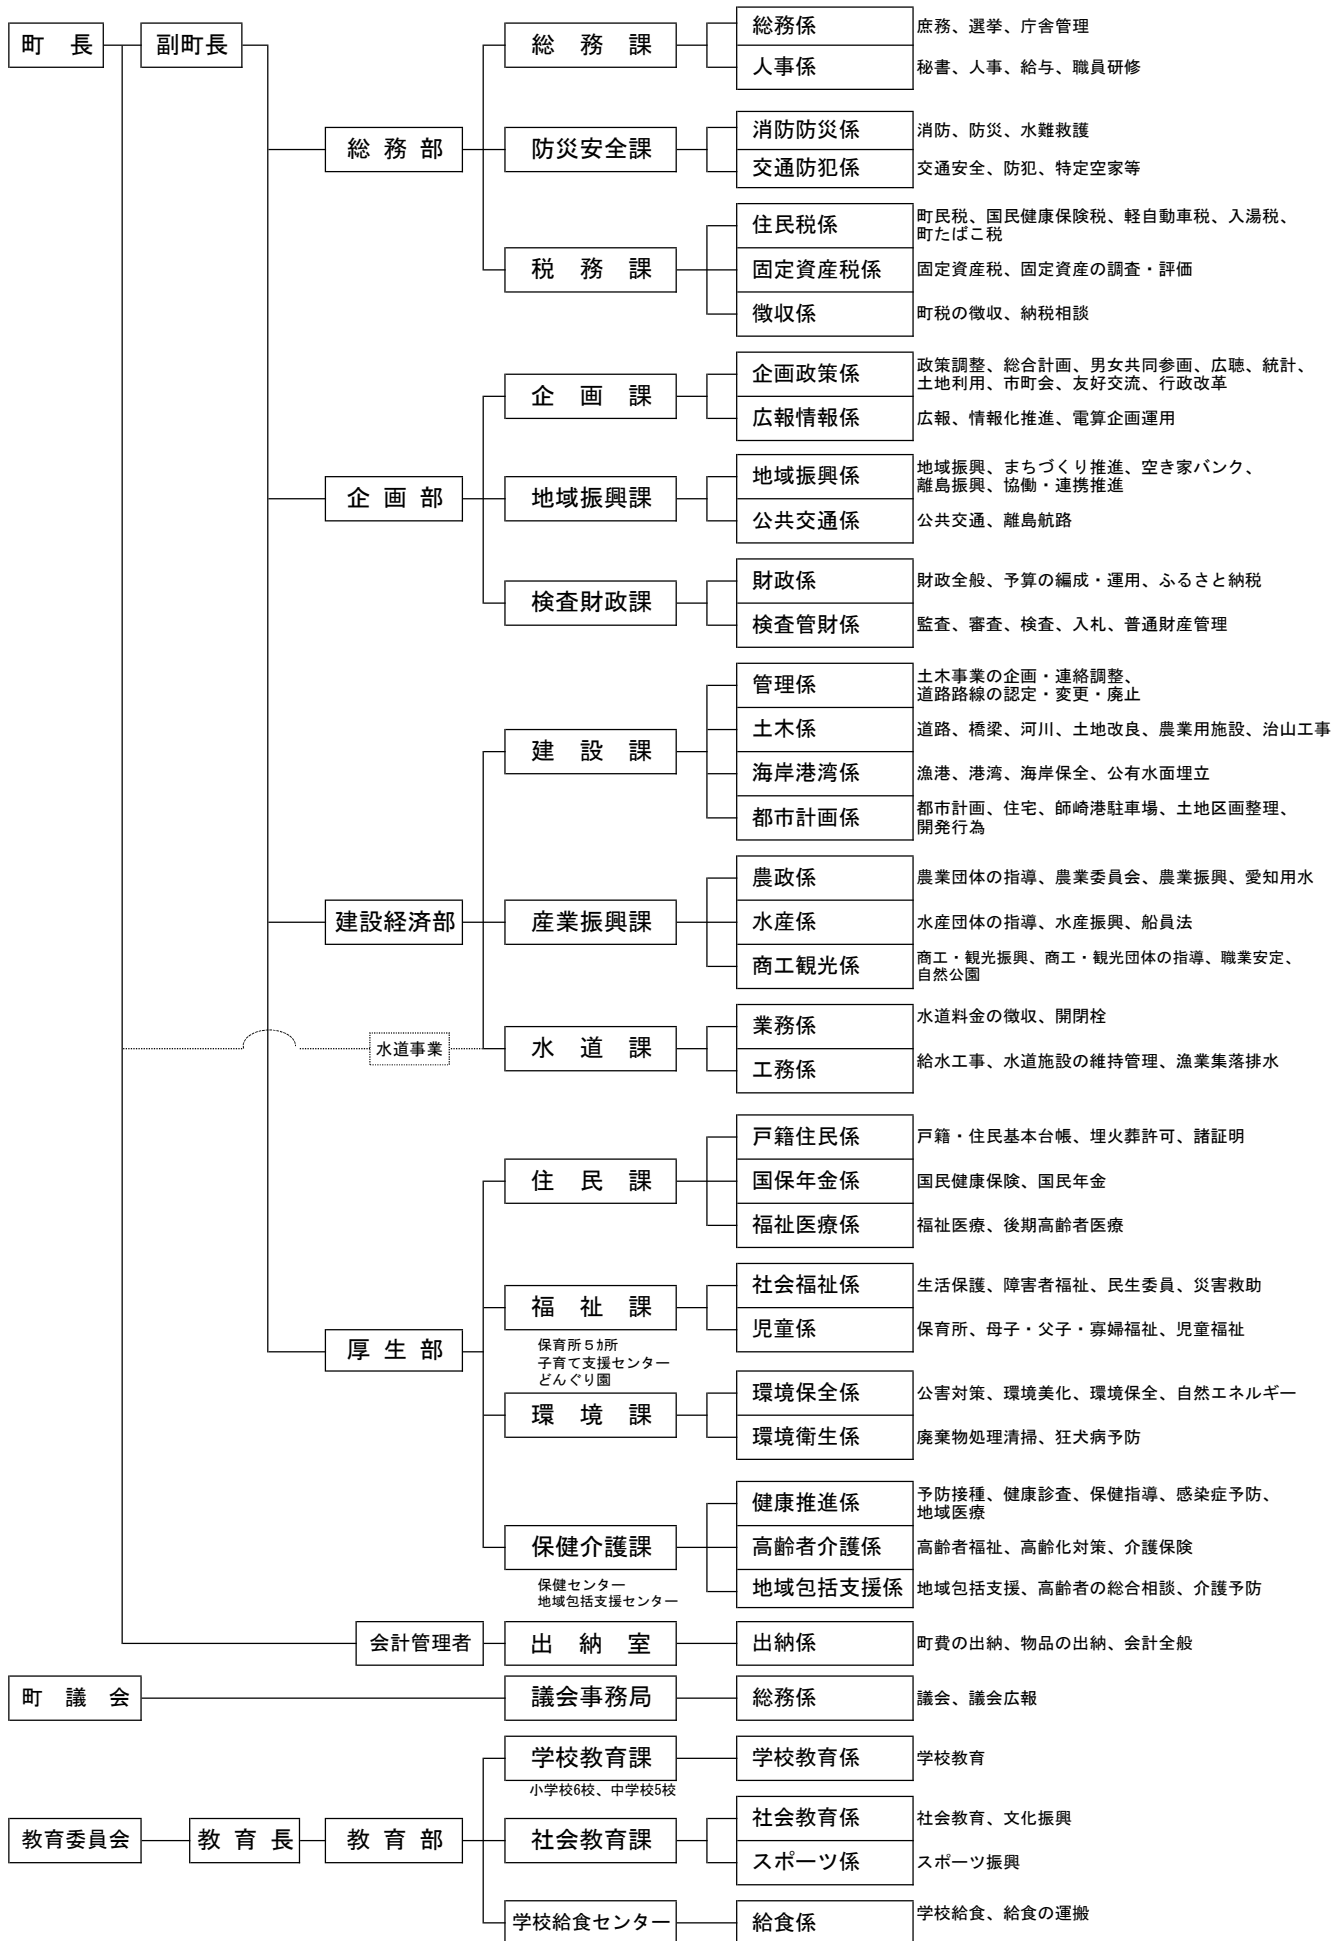 町　長
副町長
総　務　課
総務係
庶務、選挙、庁舎管理
人事係
秘書、人事、給与、職員研修
総 務 部
防災安全課
消防防災係
消防、防災、水難救護
交通防犯係
交通安全、防犯、特定空家等
税　務　課
住民税係
町民税、国民健康保険税、軽自動車税、入湯税、
町たばこ税
固定資産税係
固定資産税、固定資産の調査・評価
徴収係
町税の徴収、納税相談
企　画　課
企画政策係
政策調整、総合計画、男女共同参画、広聴、統計、
土地利用、市町会、友好交流、行政改革
広報情報係
広報、情報化推進、電算企画運用
企 画 部
地域振興課
地域振興係
地域振興、まちづくり推進、空き家バンク、
離島振興、協働・連携推進
公共交通係
公共交通、離島航路
検査財政課
財政係
財政全般、予算の編成・運用、ふるさと納税
検査管財係
監査、審査、検査、入札、普通財産管理
建　設　課
管理係
土木事業の企画・連絡調整、
道路路線の認定・変更・廃止
土木係
道路、橋梁、河川、土地改良、農業用施設、治山工事
海岸港湾係
漁港、港湾、海岸保全、公有水面埋立
都市計画係
都市計画、住宅、師崎港駐車場、土地区画整理、
開発行為
建設経済部
産業振興課
農政係
農業団体の指導、農業委員会、農業振興、愛知用水
水産係
水産団体の指導、水産振興、船員法
商工観光係
商工・観光振興、商工・観光団体の指導、職業安定、
自然公園
水道事業
水　道　課
業務係
水道料金の徴収、開閉栓
工務係
給水工事、水道施設の維持管理、漁業集落排水
住　民　課
戸籍住民係
戸籍・住民基本台帳、埋火葬許可、諸証明
国保年金係
国民健康保険、国民年金
福祉医療係
福祉医療、後期高齢者医療
厚 生 部
福　祉　課
保育所５ｶ所
子育て支援センター
どんぐり園
社会福祉係
生活保護、障害者福祉、民生委員、災害救助
児童係
保育所、母子・父子・寡婦福祉、児童福祉
環　境　課
環境保全係
公害対策、環境美化、環境保全、自然エネルギー
環境衛生係
廃棄物処理清掃、狂犬病予防
保健介護課
保健センター
地域包括支援センター
健康推進係
予防接種、健康診査、保健指導、感染症予防、
地域医療
高齢者介護係
高齢者福祉、高齢化対策、介護保険
地域包括支援係
地域包括支援、高齢者の総合相談、介護予防
会計管理者
出　納　室
出納係
町費の出納、物品の出納、会計全般
町　議　会
議会事務局
総務係
議会、議会広報
学校教育課
小学校6校、中学校5校
学校教育係
学校教育
教育委員会
教 育 長
教 育 部
社会教育課
社会教育係
社会教育、文化振興
スポーツ係
スポーツ振興
学校給食センター
給食係
学校給食、給食の運搬